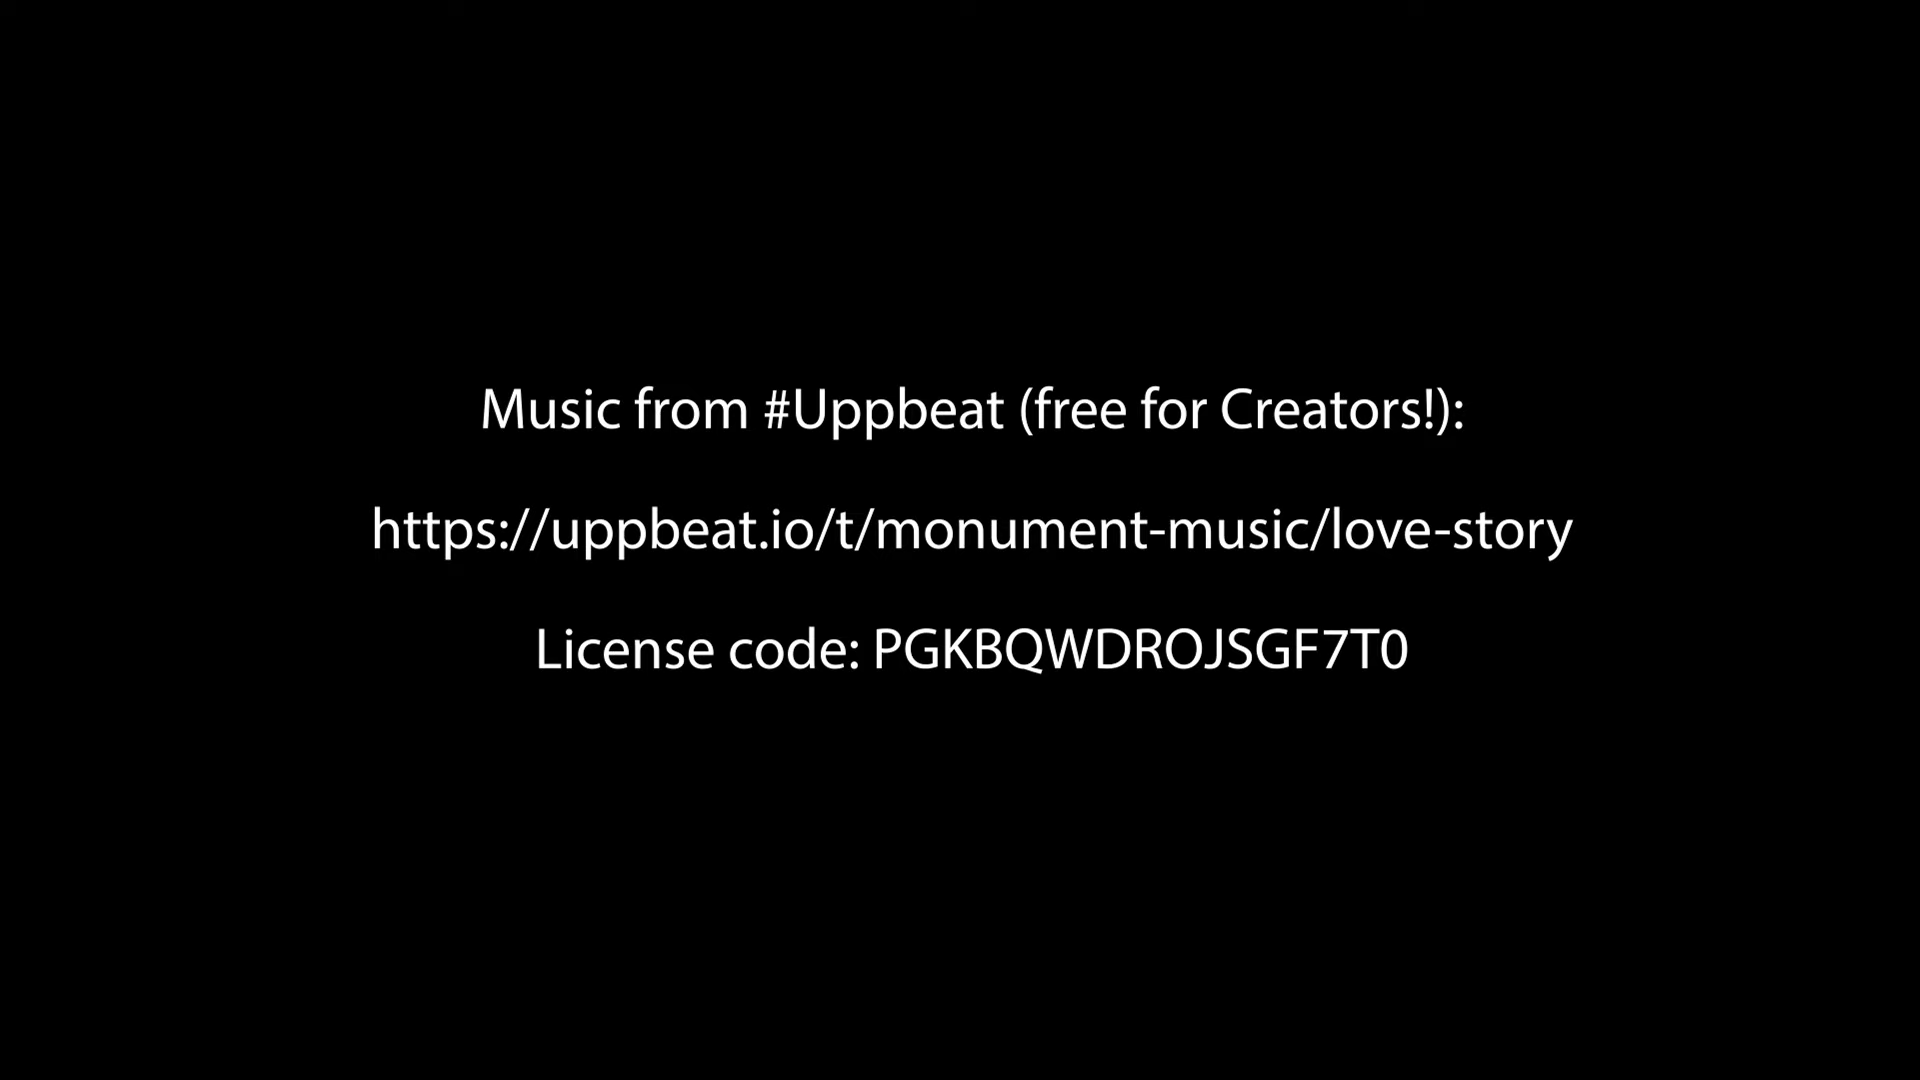 Music from #Uppbeat (free for Creators!):
https://uppbeat.io/t/monument-music/love-story
License code: PGKBQWDROJSGF7T0